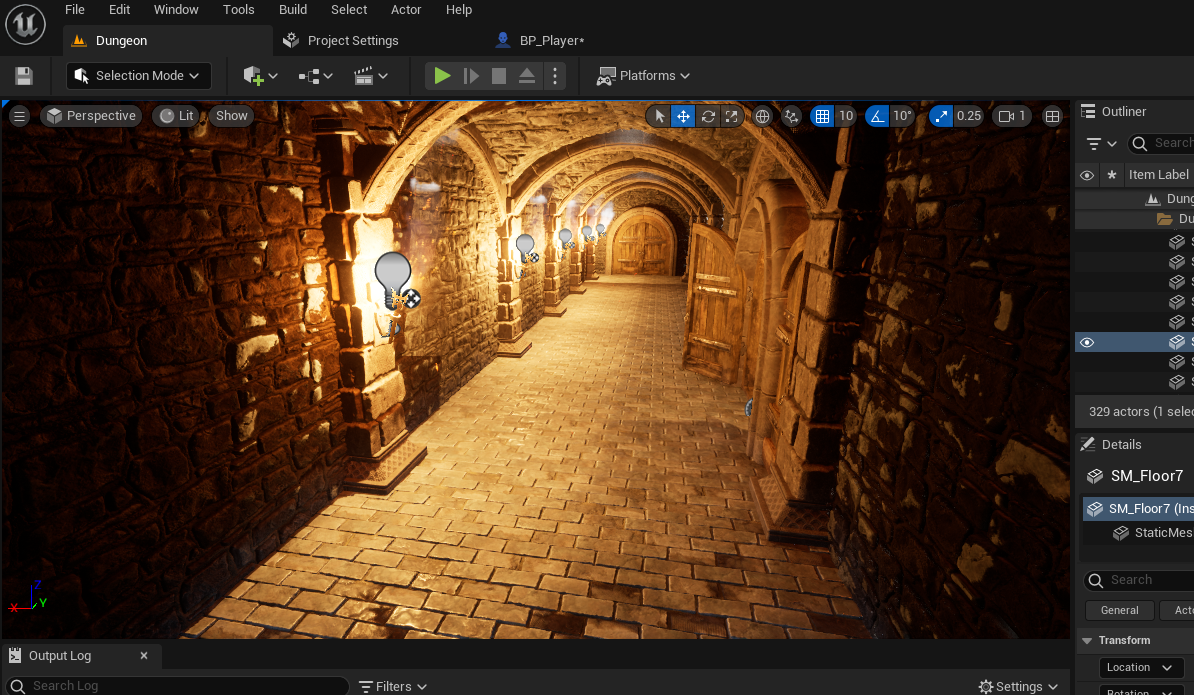 File Edit Window Tools Build Select Actor Help
Dungeon Project Settings BP_Player*
Selection Mode Platforms
Perspective Lit Show 10 10° 0.25 1
Outliner
Search
Item Label
Dung
Du
329 actors (1 selec
Details
SM_Floor7
SM_Floor7 (Ins
StaticMes
Search
General Acto
Transform
Location
Rotation
Z
X Y
Output Log
Search Log Filters Settings